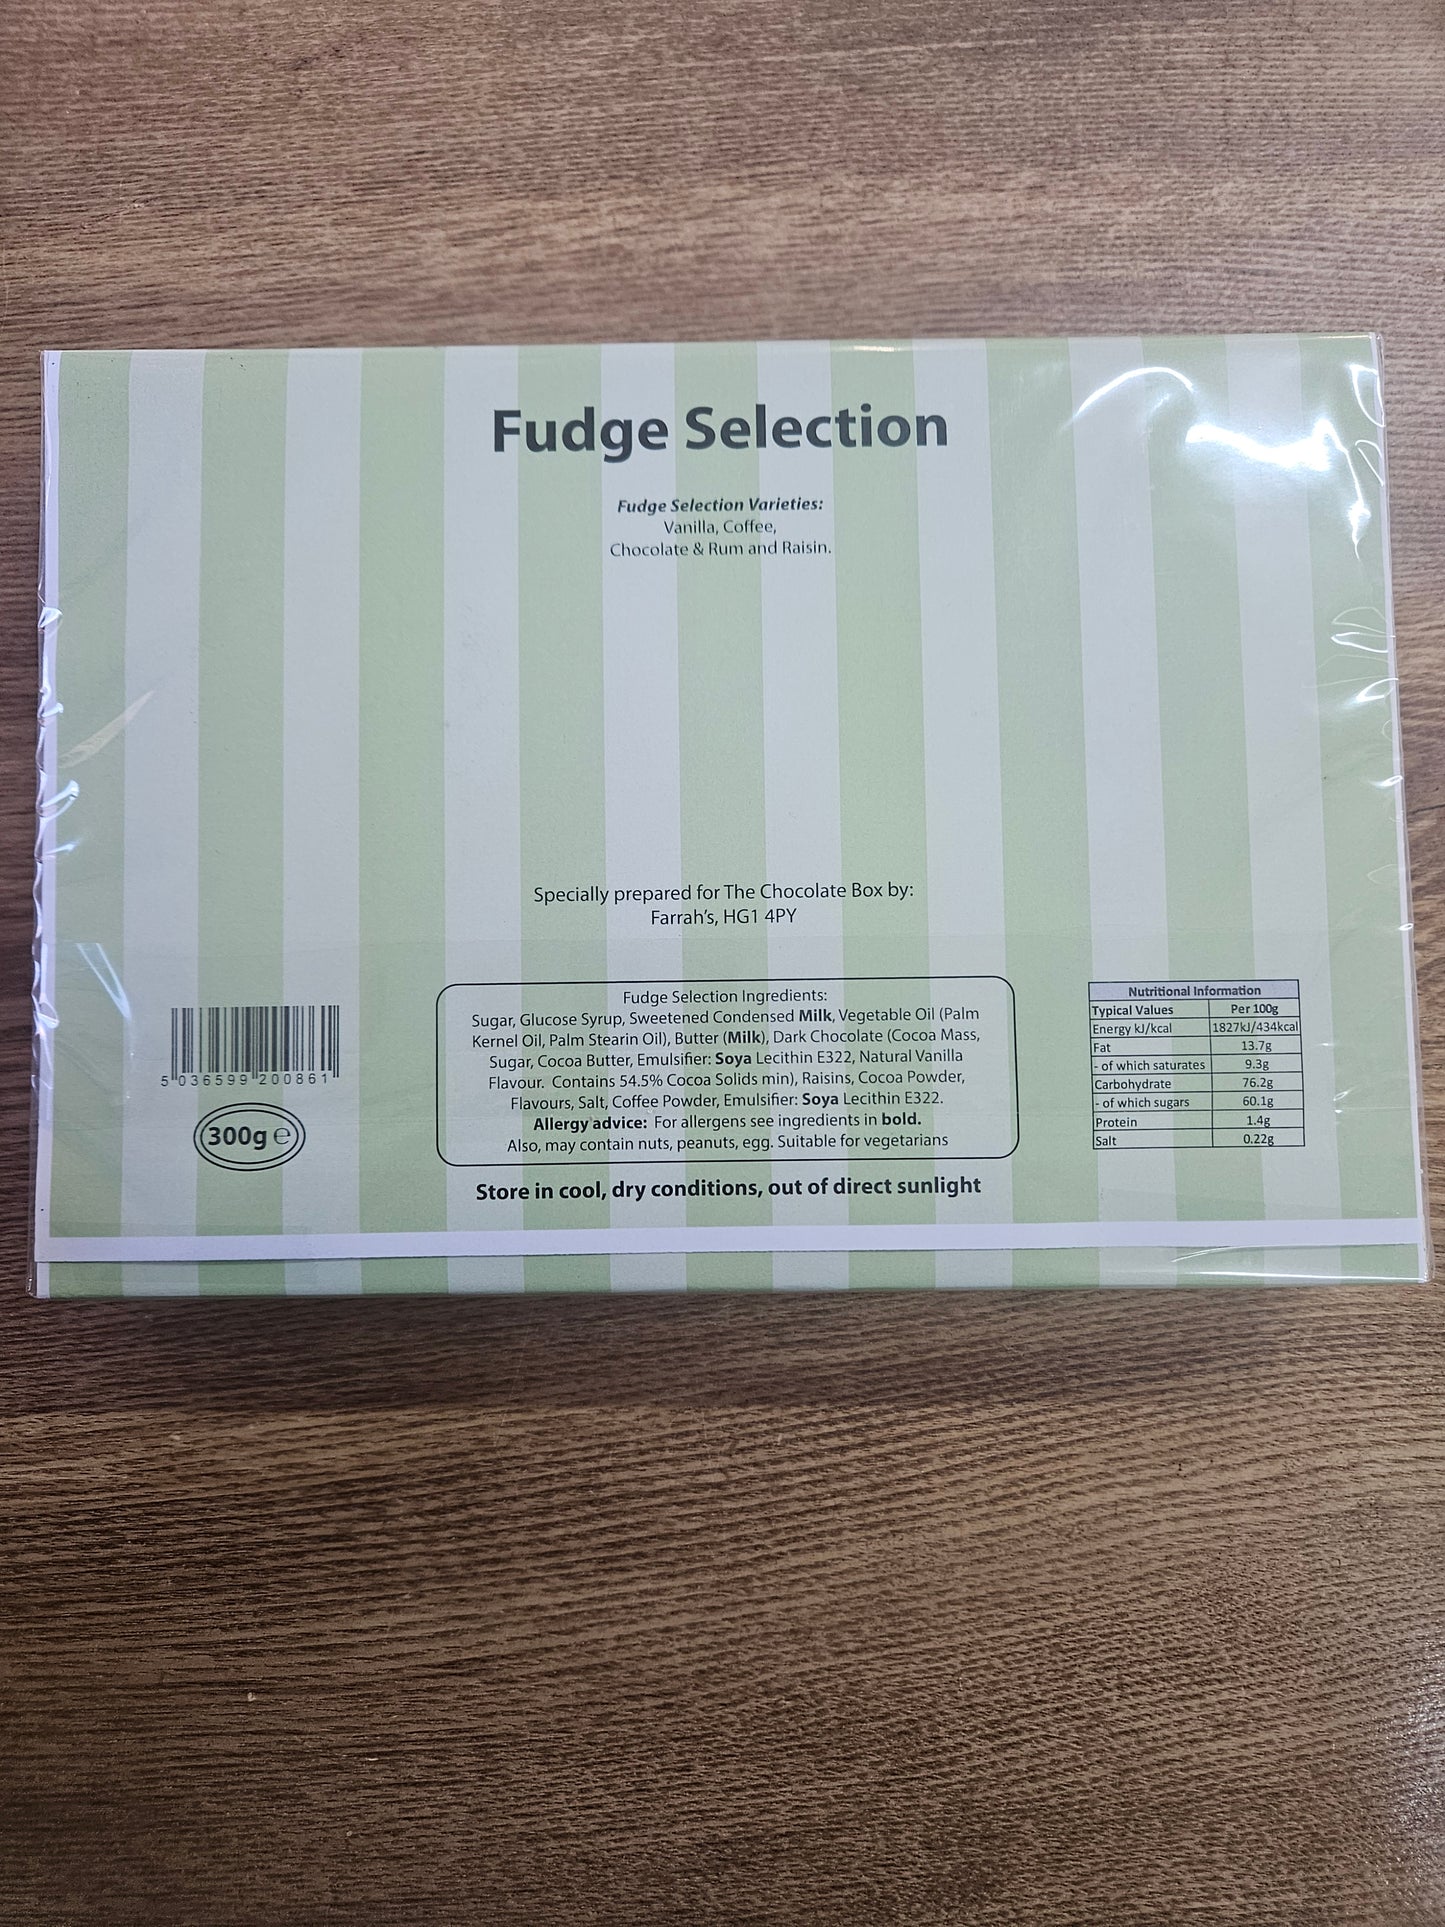 Fudge Selection
Fudge Selection Varieties:
Vanilla, Coffee,
Chocolate & Rum and Raisin.
Specially prepared for The Chocolate Box by:
Farrah's, HG1 4PY
5 036599 200861
300g ℮
Fudge Selection Ingredients:
Sugar, Glucose Syrup, Sweetened Condensed Milk, Vegetable Oil (Palm
Kernel Oil, Palm Stearin Oil), Butter (Milk), Dark Chocolate (Cocoa Mass,
Sugar, Cocoa Butter, Emulsifier: Soya Lecithin E322, Natural Vanilla
Flavour. Contains 54.5% Cocoa Solids min), Raisins, Cocoa Powder,
Flavours, Salt, Coffee Powder, Emulsifier: Soya Lecithin E322.
Allergy advice: For allergens see ingredients in bold.
Also, may contain nuts, peanuts, egg. Suitable for vegetarians
Store in cool, dry conditions, out of direct sunlight
Nutritional Information
Typical Values Per 100g
Energy kJ/kcal 1827kJ/434kcal
Fat 13.7g
- of which saturates 9.3g
Carbohydrate 76.2g
- of which sugars 60.1g
Protein 1.4g
Salt 0.22g